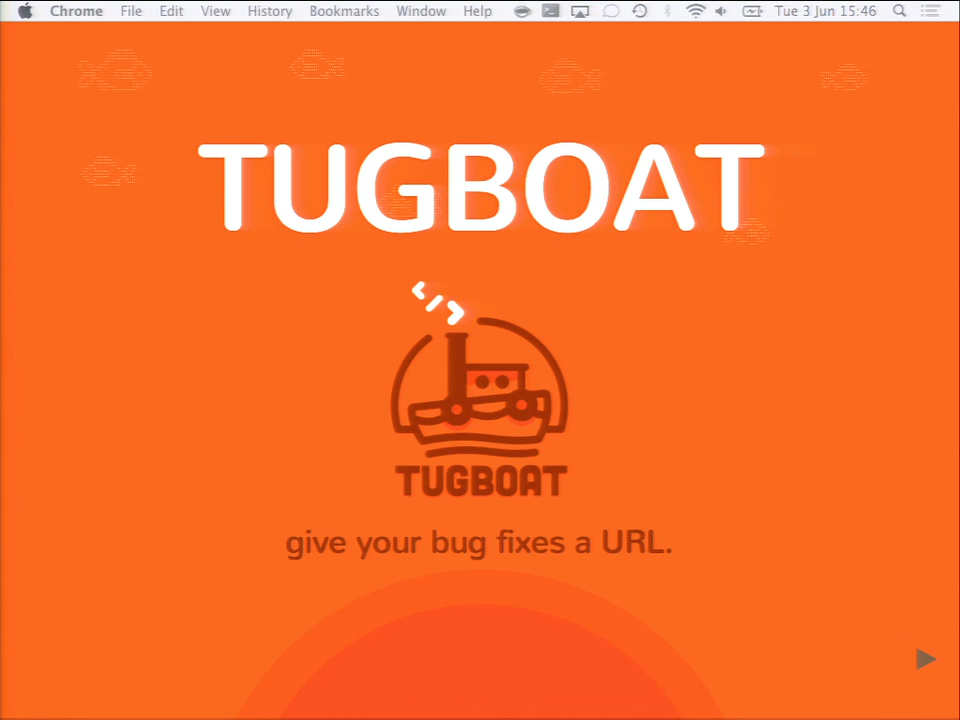 Chrome File Edit View History Bookmarks Window Help Tue 3 Jun 15:46
TUGBOAT
</>
TUGBOAT
give your bug fixes a URL.